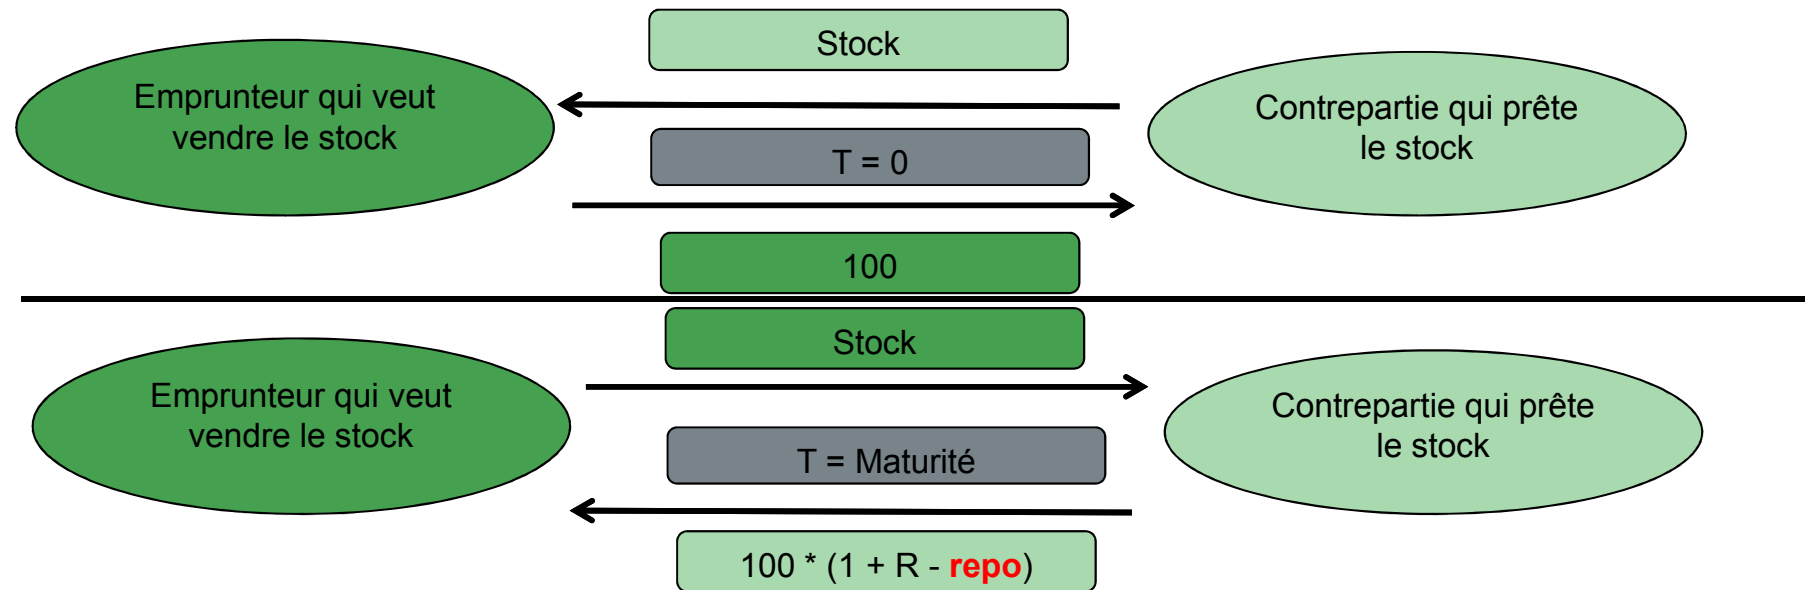 Stock
Emprunteur qui veut
vendre le stock
Contrepartie qui prête
le stock
T = 0
100
Stock
Emprunteur qui veut
vendre le stock
Contrepartie qui prête
le stock
T = Maturité
100 * (1 + R - repo)